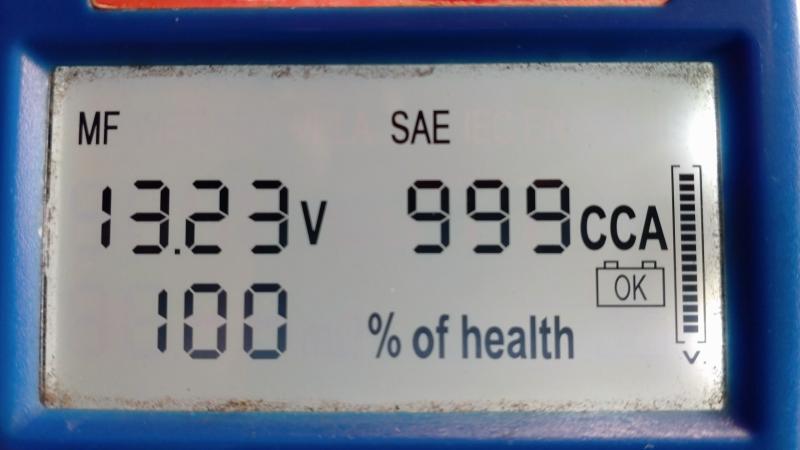 MF SAE
13.23 V 999 CCA
OK
100 % of health